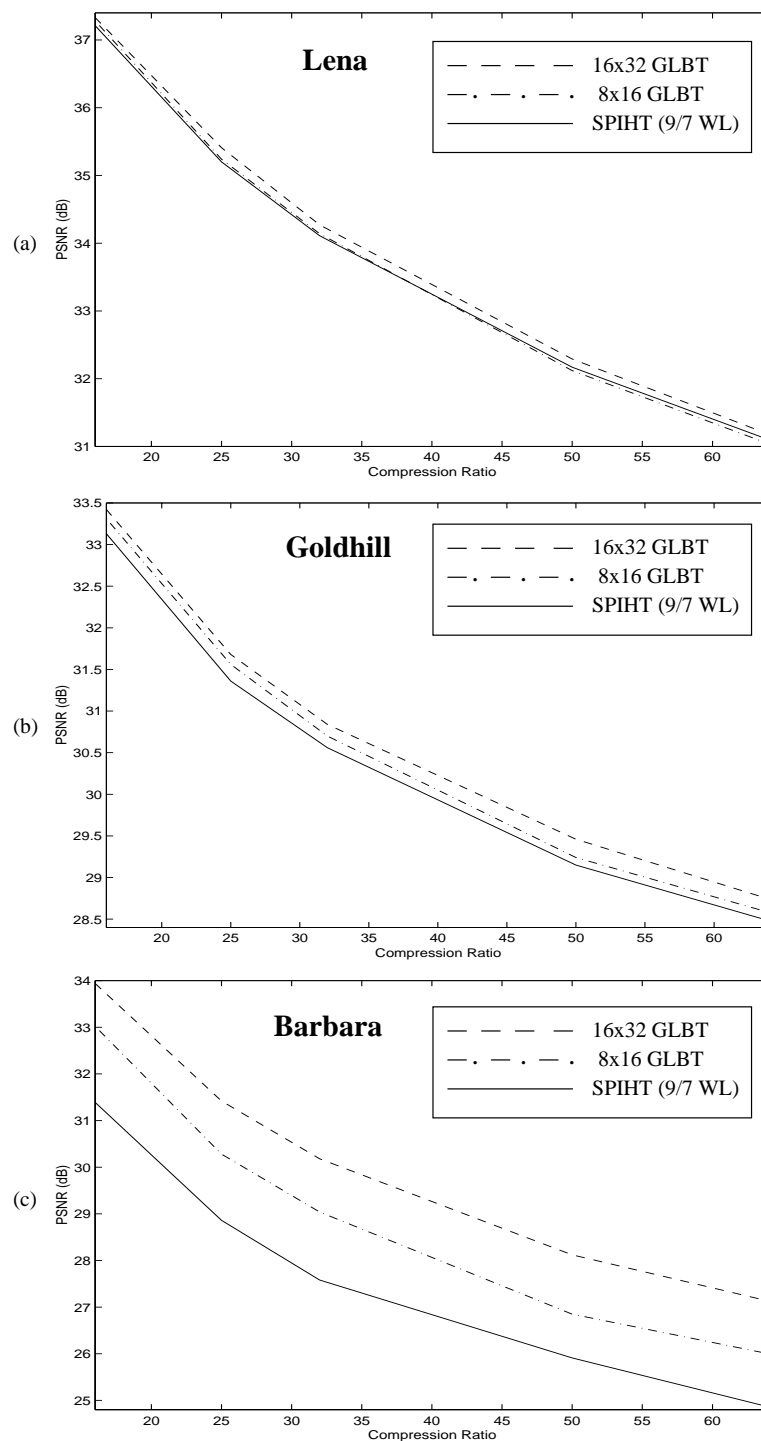 (a)
PSNR (dB)
37
36
35
34
33
32
31
Lena
16x32 GLBT
8x16 GLBT
SPIHT (9/7 WL)
20 25 30 35 40 45 50 55 60
Compression Ratio
(b)
PSNR (dB)
33.5
33
32.5
32
31.5
31
30.5
30
29.5
29
28.5
Goldhill
16x32 GLBT
8x16 GLBT
SPIHT (9/7 WL)
20 25 30 35 40 45 50 55 60
Compression Ratio
(c)
PSNR (dB)
34
33
32
31
30
29
28
27
26
25
Barbara
16x32 GLBT
8x16 GLBT
SPIHT (9/7 WL)
20 25 30 35 40 45 50 55 60
Compression Ratio